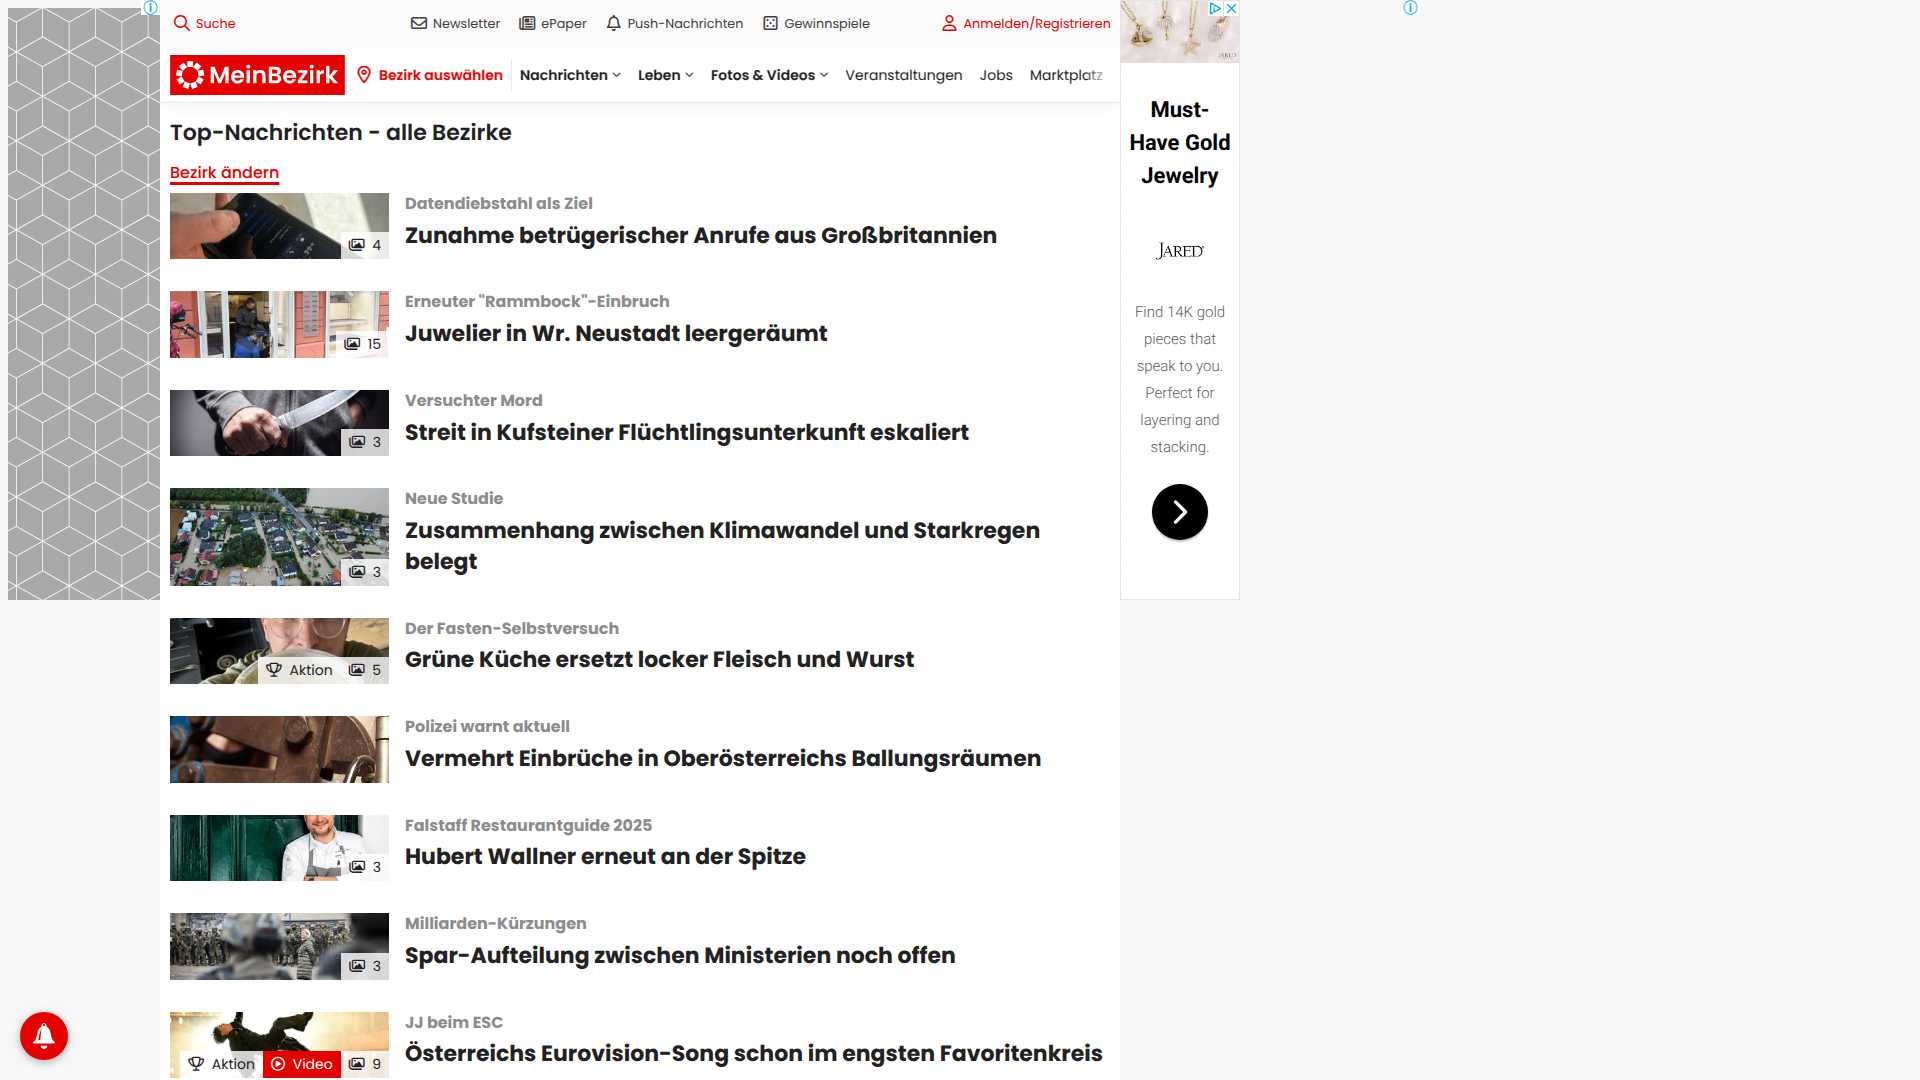 Suche
Newsletter
ePaper
Push-Nachrichten
Gewinnspiele
Anmelden/Registrieren
MeinBezirk
Bezirk auswählen
Nachrichten
Leben
Fotos & Videos
Veranstaltungen
Jobs
Marktplatz
Top-Nachrichten - alle Bezirke
Bezirk ändern
4
Datendiebstahl als Ziel
Zunahme betrügerischer Anrufe aus Großbritannien
15
Erneuter "Rammbock"-Einbruch
Juwelier in Wr. Neustadt leergeräumt
3
Versuchter Mord
Streit in Kufsteiner Flüchtlingsunterkunft eskaliert
3
Neue Studie
Zusammenhang zwischen Klimawandel und Starkregen
belegt
Aktion
5
Der Fasten-Selbstversuch
Grüne Küche ersetzt locker Fleisch und Wurst
Polizei warnt aktuell
Vermehrt Einbrüche in Oberösterreichs Ballungsräumen
3
Falstaff Restaurantguide 2025
Hubert Wallner erneut an der Spitze
3
Milliarden-Kürzungen
Spar-Aufteilung zwischen Ministerien noch offen
Aktion
Video
9
JJ beim ESC
Österreichs Eurovision-Song schon im engsten Favoritenkreis
JARED
Must-
Have Gold
Jewelry
JARED
Find 14K gold
pieces that
speak to you.
Perfect for
layering and
stacking.